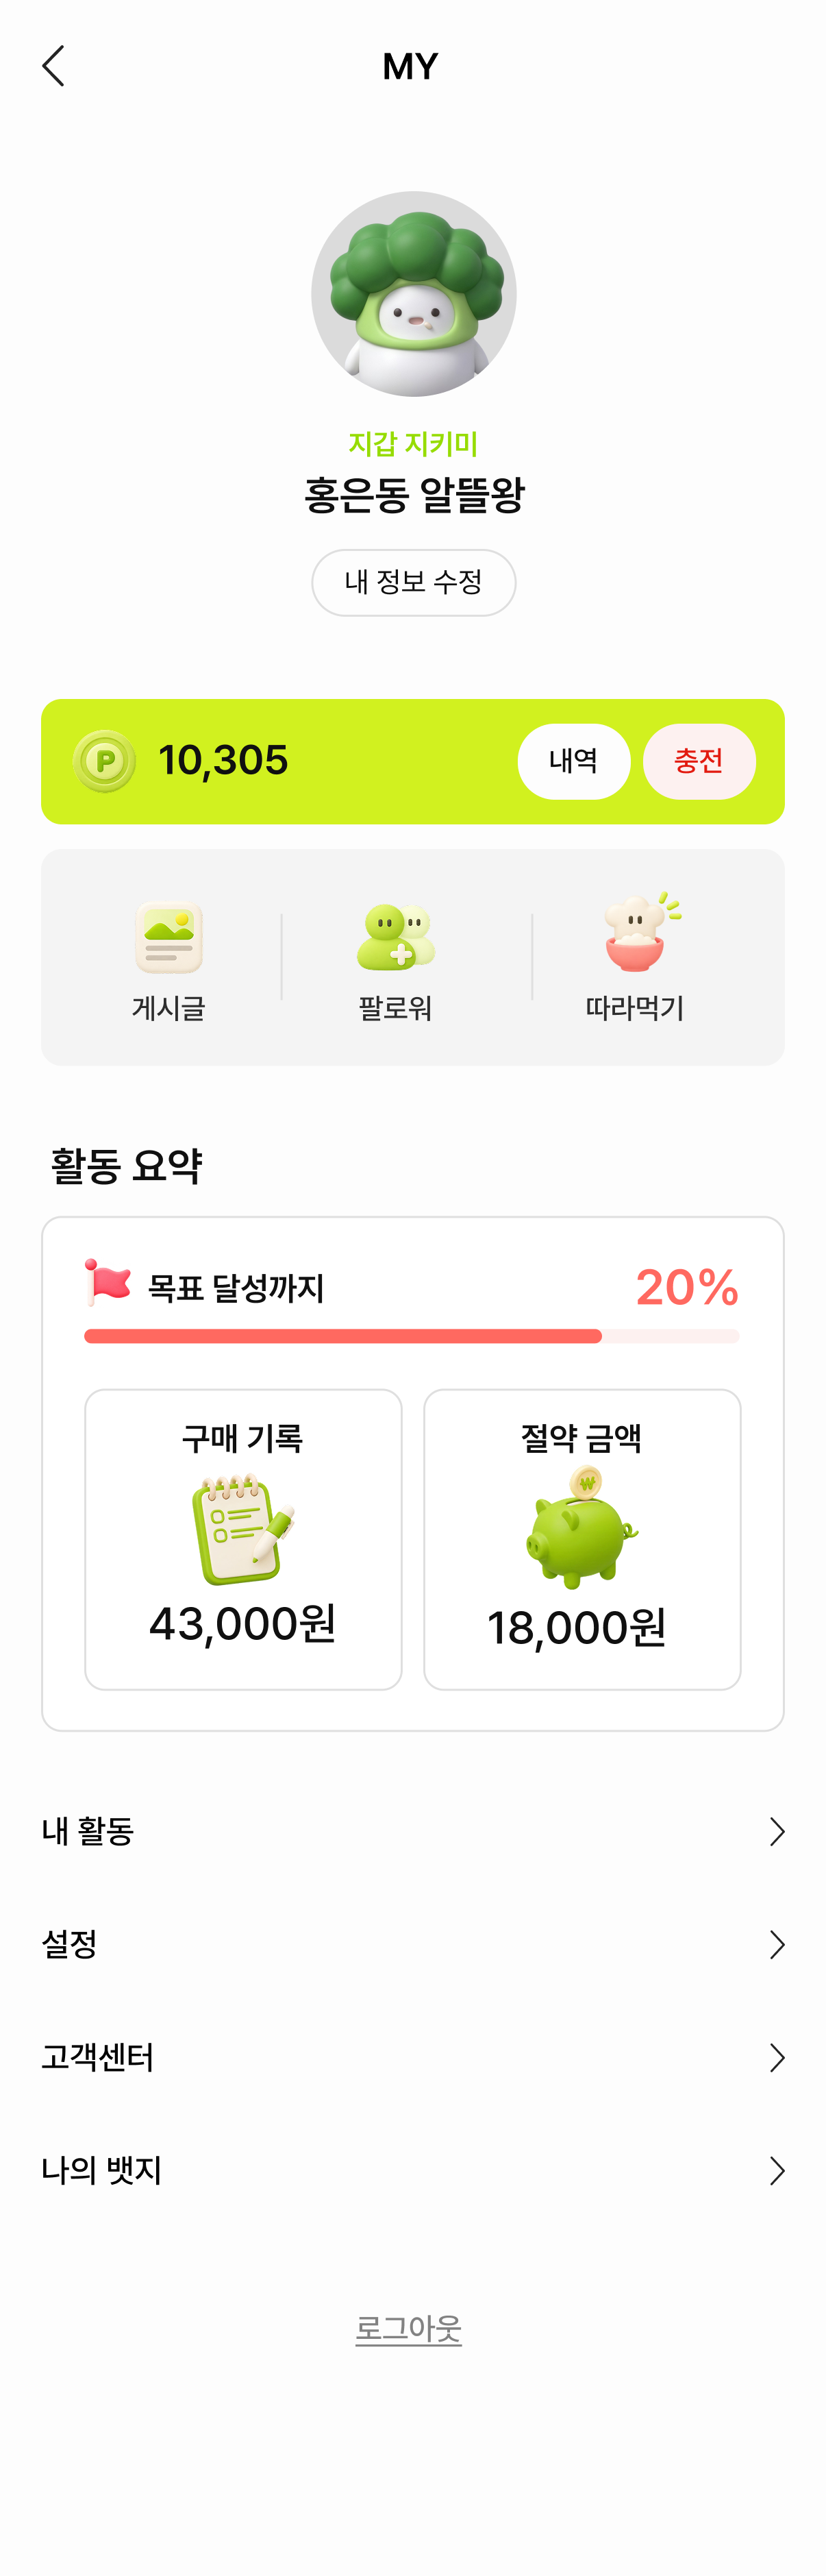 MY
지갑 지키미
홍은동 알뜰왕
내 정보 수정
P 10,305 내역 충전
게시글 팔로워 따라먹기
활동 요약
목표 달성까지 20%
구매 기록 절약 금액
₩
43,000원 18,000원
내 활동
설정
고객센터
나의 뱃지
로그아웃